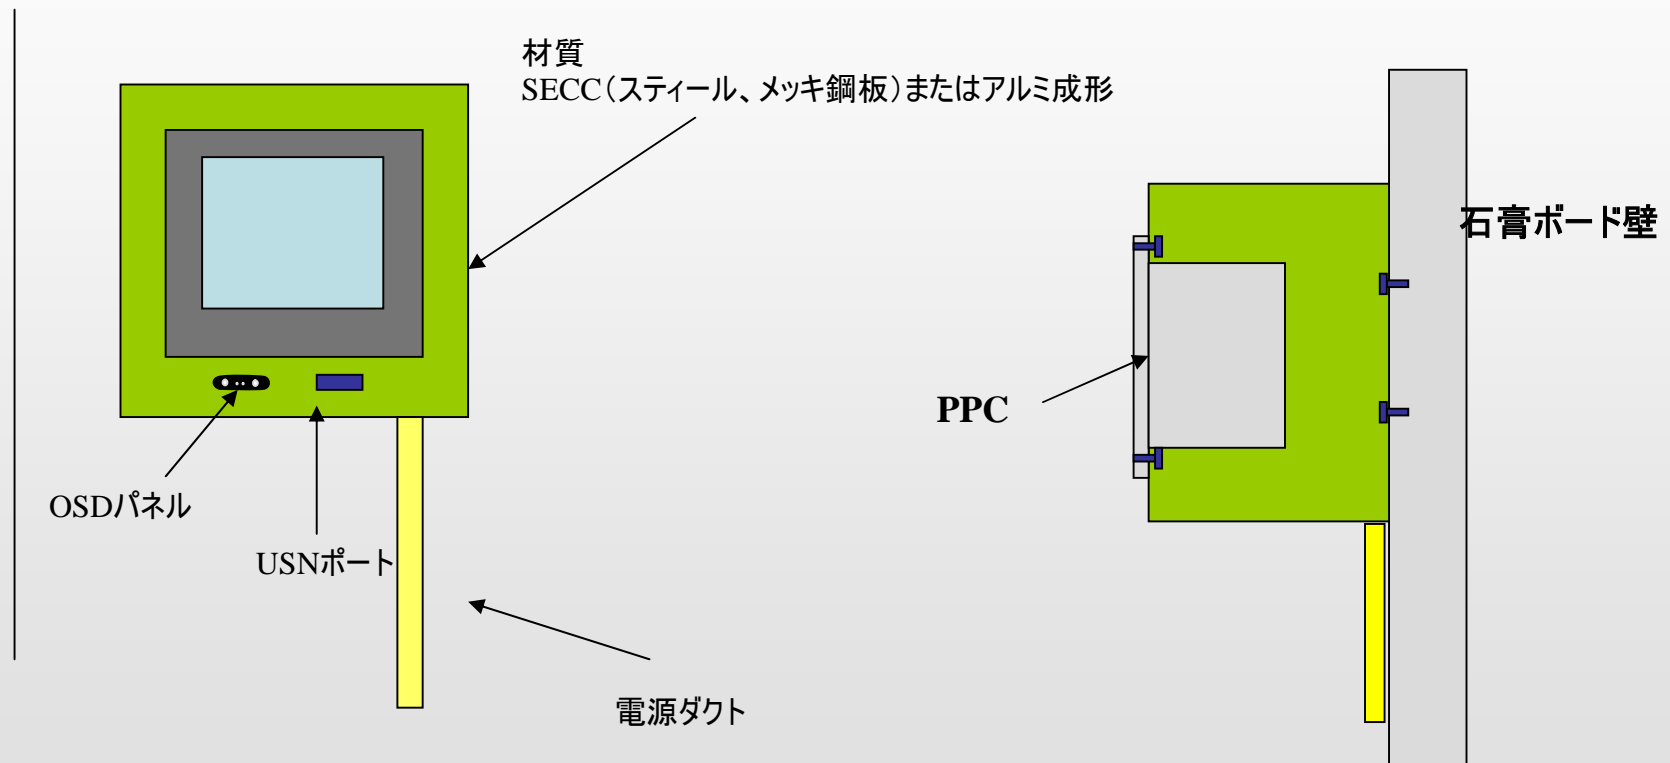 材質
SECC（スティール、メッキ鋼板）またはアルミ成形
石膏ボード壁
PPC
OSDパネル
USNポート
電源ダクト